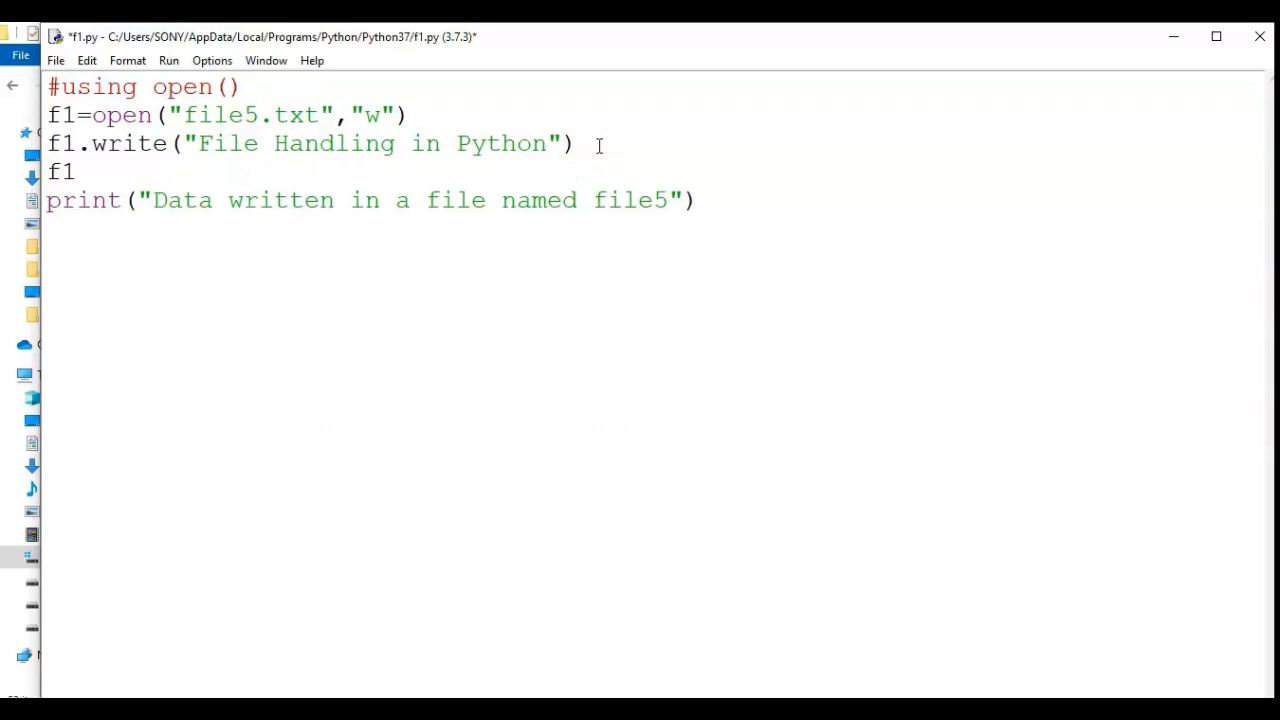 *f1.py - C:/Users/SONY/AppData/Local/Programs/Python/Python37/f1.py (3.7.3)*
File
File Edit Format Run Options Window Help
#using open()
f1=open("file5.txt","w")
f1.write("File Handling in Python")
f1
print("Data written in a file named file5")